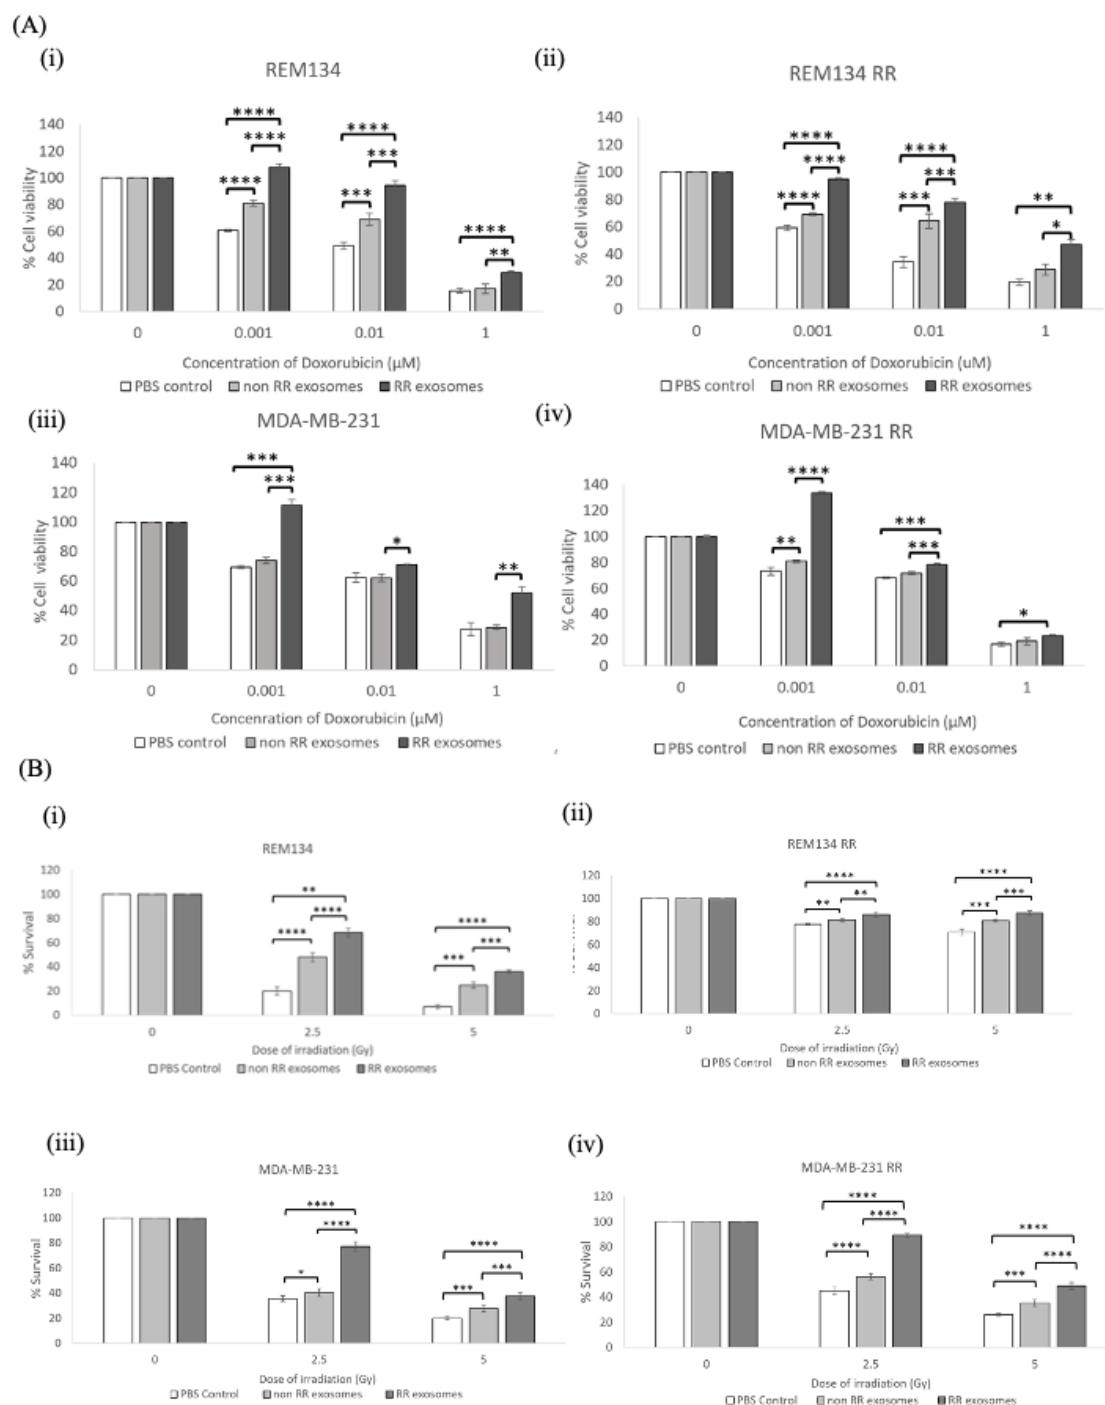 (A)
(i)
REM134
% Cell viability
140
120
100
80
60
40
20
0
**** **** ****
**** *** ***
**** **
0 0.001 0.01 1
Concentration of Doxorubicin (µM)
PBS control non RR exosomes RR exosomes
(ii)
REM134 RR
% Cell viability
140
120
100
80
60
40
20
0
**** **** ****
**** *** ***
** *
0 0.001 0.01 1
Concentration of Doxorubicin (uM)
PBS control non RR exosomes RR exosomes
(iii)
MDA-MB-231
% Cell viability
140
120
100
80
60
40
20
0
*** ***
*
**
0 0.001 0.01 1
Concenration of Doxorubicin (µM)
PBS control non RR exosomes RR exosomes
(iv)
MDA-MB-231 RR
% Cell viability
140
120
100
80
60
40
20
0
**** **
*** ***
*
0 0.001 0.01 1
Concentration of Doxorubicin (µM)
PBS control non RR exosomes RR exosomes
(B)
(i)
REM134
% Survival
120
100
80
60
40
20
0
** **** ****
**** *** ***
0 2.5 5
Dose of irradiation (Gy)
PBS Control non RR exosomes RR exosomes
(ii)
REM134 RR
120
100
80
60
40
20
0
**** ** **
**** *** ***
0 2.5 5
Dose of irradiation (Gy)
PBS Control non RR exosomes RR exosomes
(iii)
MDA-MB-231
% Survival
120
100
80
60
40
20
0
**** **** *
**** *** ***
0 2.5 5
Dose of irradiation (Gy)
PBS Control non RR exosomes RR exosomes
(iv)
MDA-MB-231 RR
% Survival
120
100
80
60
40
20
0
**** **** ****
**** **** ***
0 2.5 5
Dose of irradiation (Gy)
PBS Control non RR exosomes RR exosomes